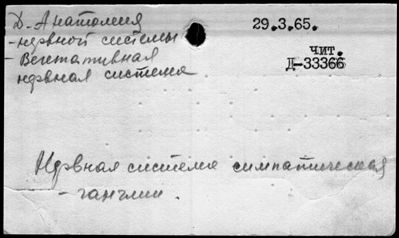 Д. Анатомия
29.3.65.
- нервной системы
чит.
- Вегетативная
Д-33366
нервная система
Нервная система симпатическая
- ганглии.